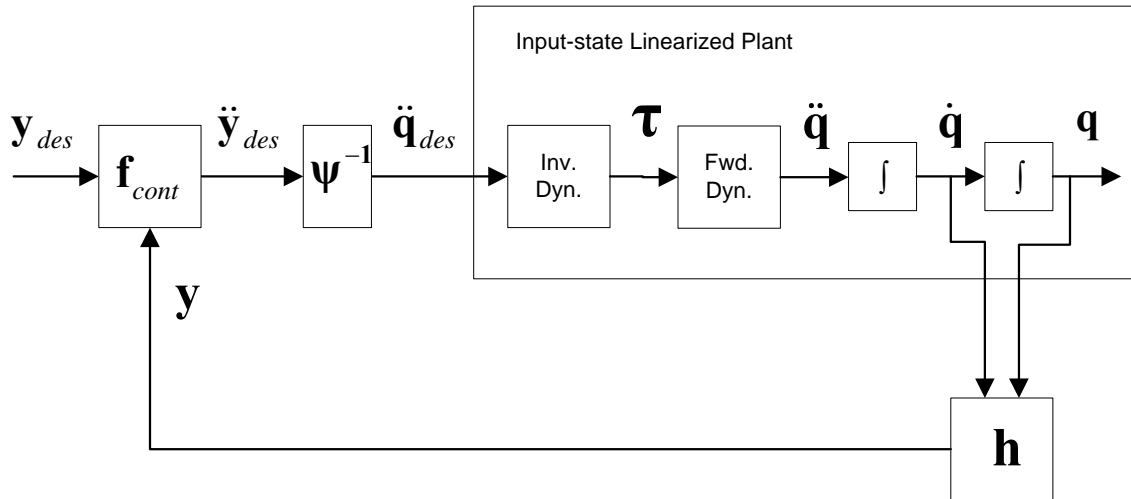 Input-state Linearized Plant
y_des
f_cont
ÿ_des
ψ⁻¹
q̈_des
Inv.
Dyn.
τ
Fwd.
Dyn.
q̈
∫
q̇
∫
q
y
h